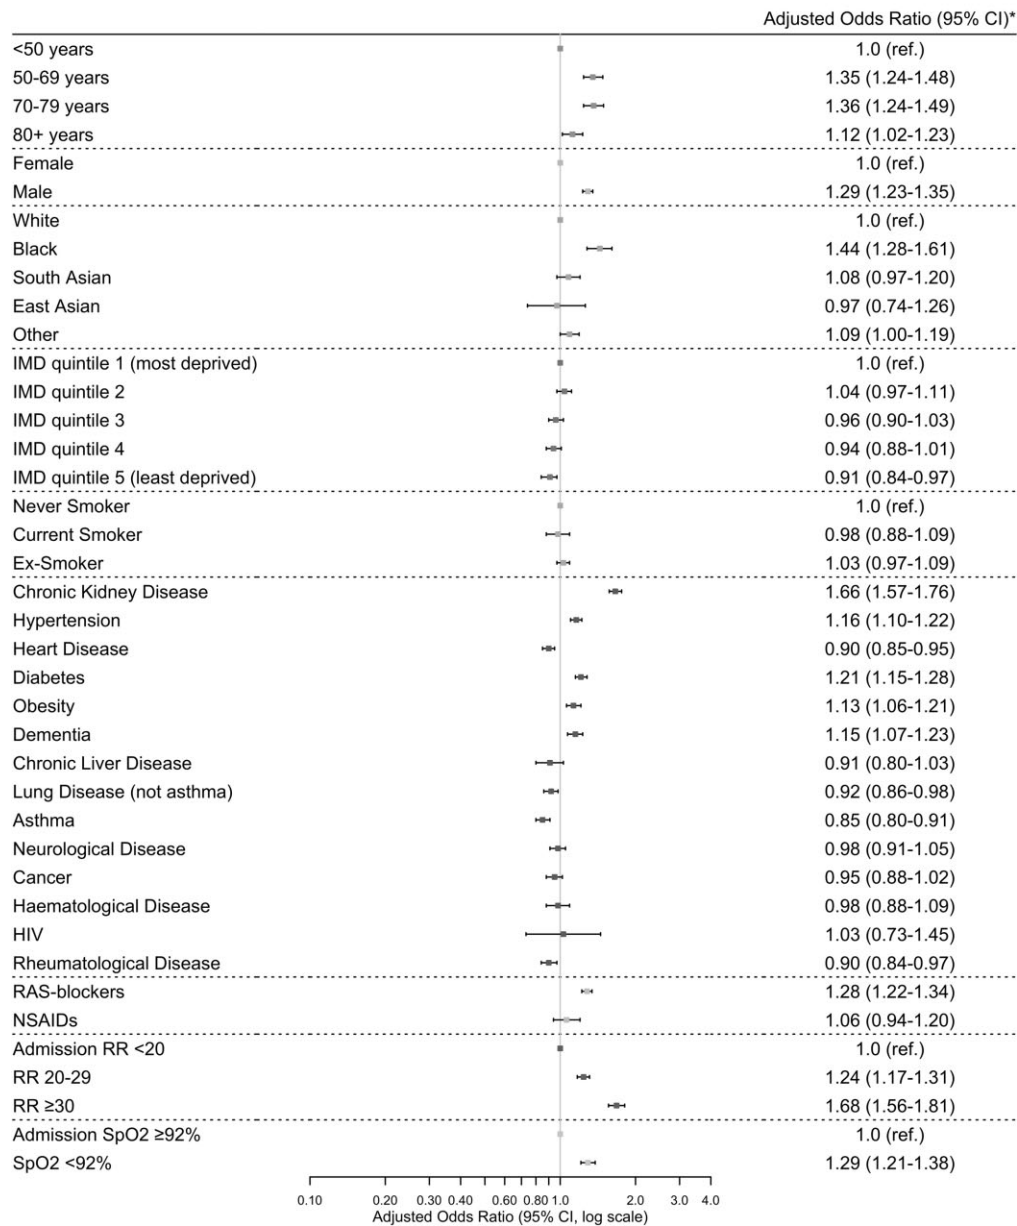 Adjusted Odds Ratio (95% CI)*
<50 years 1.0 (ref.)
50-69 years 1.35 (1.24-1.48)
70-79 years 1.36 (1.24-1.49)
80+ years 1.12 (1.02-1.23)
Female 1.0 (ref.)
Male 1.29 (1.23-1.35)
White 1.0 (ref.)
Black 1.44 (1.28-1.61)
South Asian 1.08 (0.97-1.20)
East Asian 0.97 (0.74-1.26)
Other 1.09 (1.00-1.19)
IMD quintile 1 (most deprived) 1.0 (ref.)
IMD quintile 2 1.04 (0.97-1.11)
IMD quintile 3 0.96 (0.90-1.03)
IMD quintile 4 0.94 (0.88-1.01)
IMD quintile 5 (least deprived) 0.91 (0.84-0.97)
Never Smoker 1.0 (ref.)
Current Smoker 0.98 (0.88-1.09)
Ex-Smoker 1.03 (0.97-1.09)
Chronic Kidney Disease 1.66 (1.57-1.76)
Hypertension 1.16 (1.10-1.22)
Heart Disease 0.90 (0.85-0.95)
Diabetes 1.21 (1.15-1.28)
Obesity 1.13 (1.06-1.21)
Dementia 1.15 (1.07-1.23)
Chronic Liver Disease 0.91 (0.80-1.03)
Lung Disease (not asthma) 0.92 (0.86-0.98)
Asthma 0.85 (0.80-0.91)
Neurological Disease 0.98 (0.91-1.05)
Cancer 0.95 (0.88-1.02)
Haematological Disease 0.98 (0.88-1.09)
HIV 1.03 (0.73-1.45)
Rheumatological Disease 0.90 (0.84-0.97)
RAS-blockers 1.28 (1.22-1.34)
NSAIDs 1.06 (0.94-1.20)
Admission RR <20 1.0 (ref.)
RR 20-29 1.24 (1.17-1.31)
RR ≥30 1.68 (1.56-1.81)
Admission SpO2 ≥92% 1.0 (ref.)
SpO2 <92% 1.29 (1.21-1.38)
0.10 0.20 0.30 0.40 0.60 0.80 1.0 2.0 3.0 4.0
Adjusted Odds Ratio (95% CI, log scale)